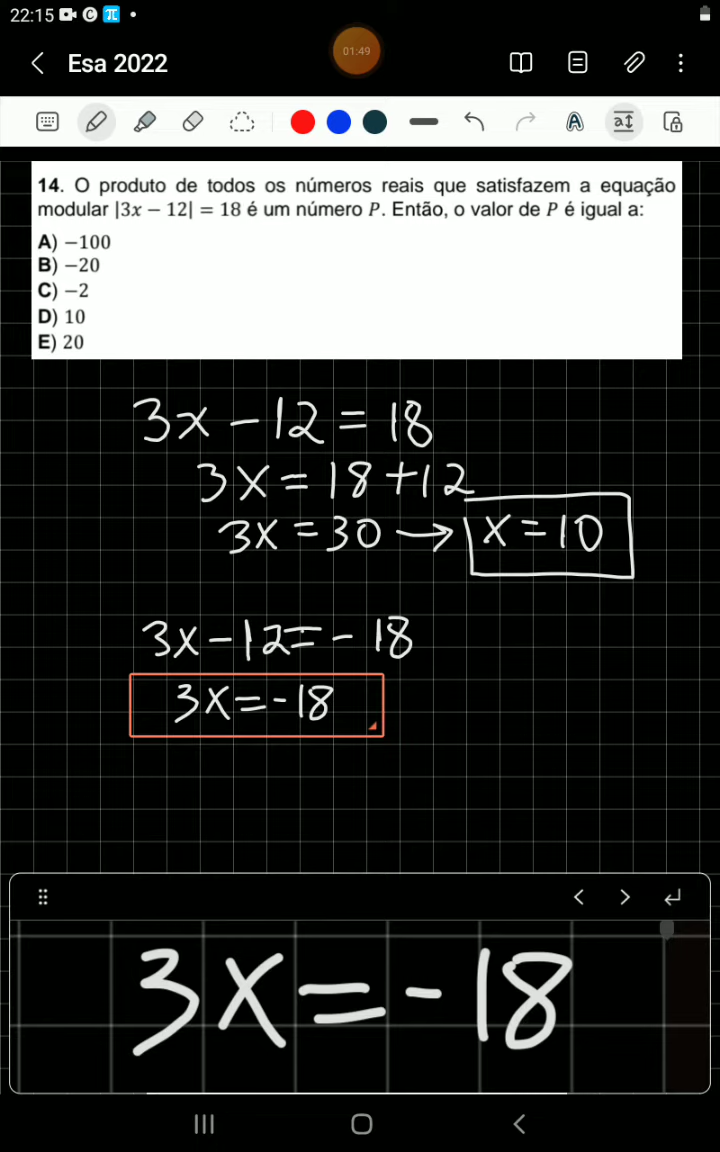 22:15
01:49
Esa 2022
14. O produto de todos os números reais que satisfazem a equação
modular |3x − 12| = 18 é um número P. Então, o valor de P é igual a:
A) −100
B) −20
C) −2
D) 10
E) 20
3x − 12 = 18
3x = 18 + 12
3x = 30 → x = 10
3x − 12 = − 18
3x = -18
3x = -18